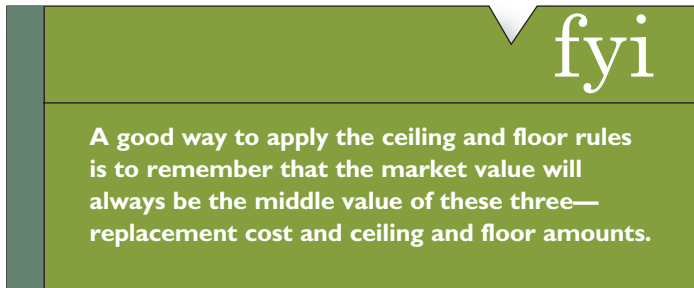 fyi
A good way to apply the ceiling and floor rules
is to remember that the market value will
always be the middle value of these three—
replacement cost and ceiling and floor amounts.